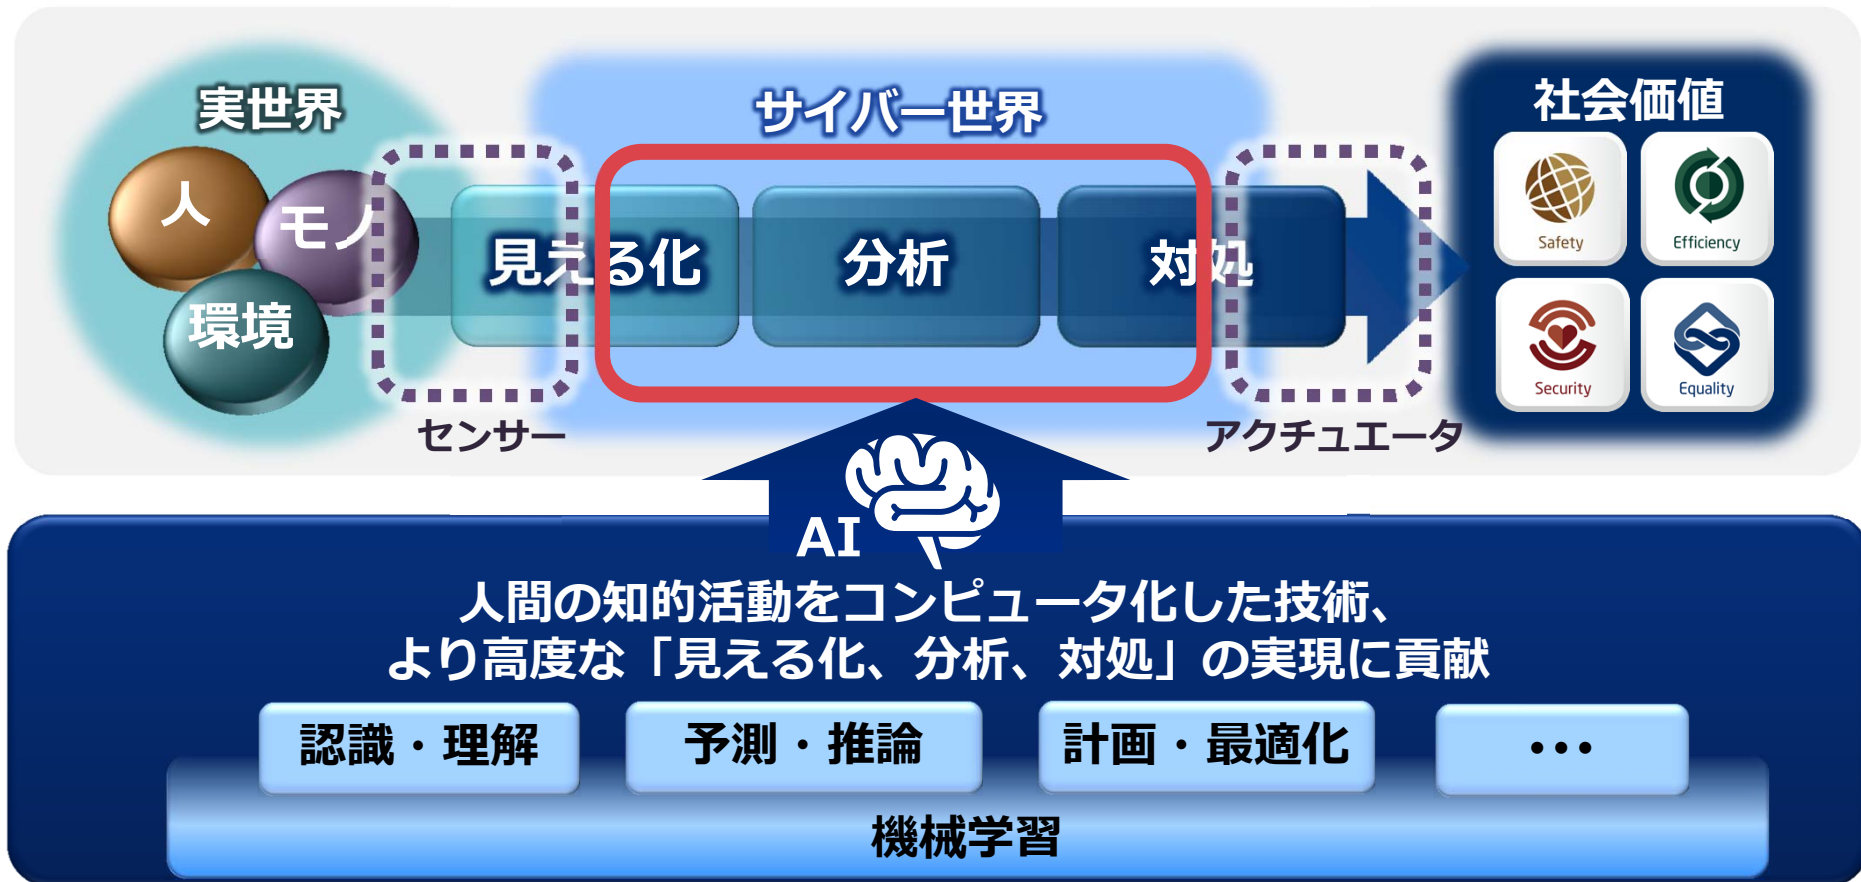 実世界
サイバー世界
社会価値
人
モノ
環境
見える化
分析
対処
Safety
Efficiency
Security
Equality
センサー
アクチュエータ
AI
人間の知的活動をコンピュータ化した技術、
より高度な「見える化、分析、対処」の実現に貢献
認識・理解
予測・推論
計画・最適化
・・・
機械学習